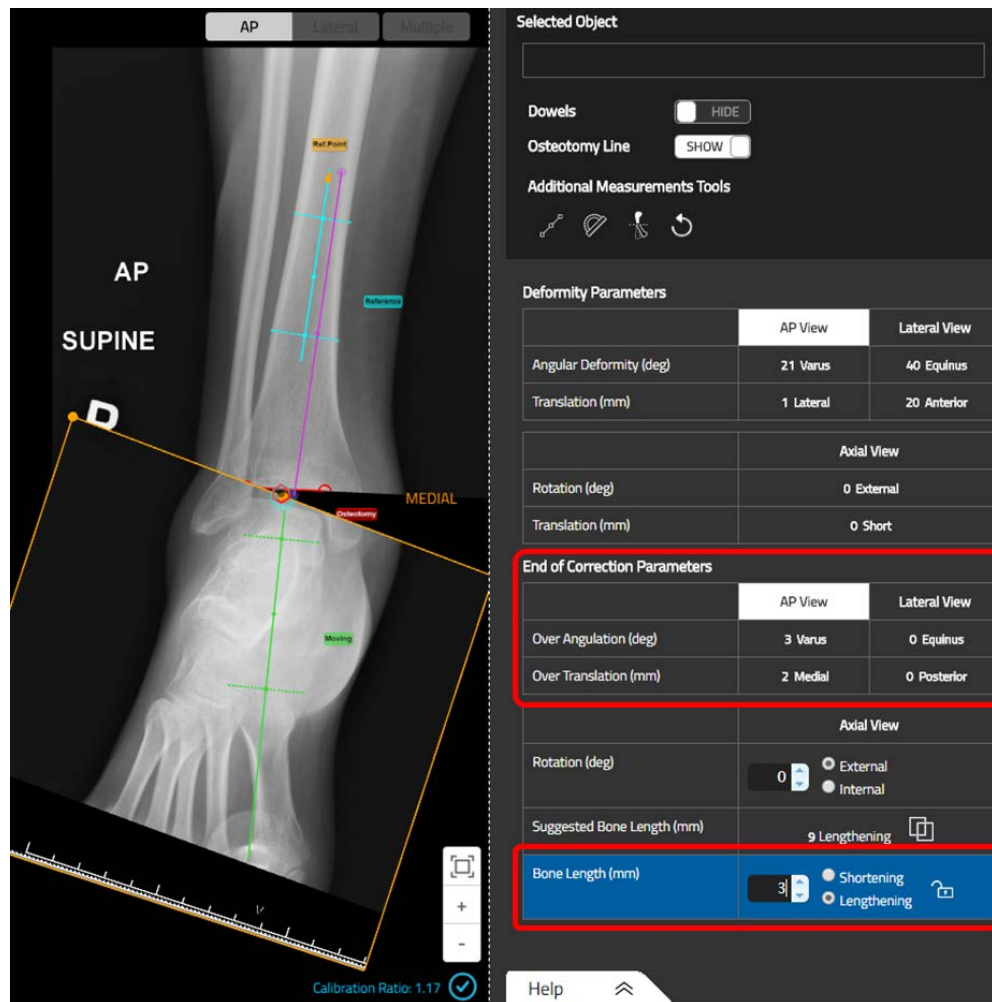 AP Lateral Multiple
Ref.Point
AP
Reference
SUPINE
D
MEDIAL
Osteotomy
Moving
+
-
Calibration Ratio: 1.17
Selected Object
Dowels HIDE
Osteotomy Line SHOW
Additional Measurements Tools
Deformity Parameters
AP View Lateral View
Angular Deformity (deg) 21 Varus 40 Equinus
Translation (mm) 1 Lateral 20 Anterior
Axial View
Rotation (deg) 0 External
Translation (mm) 0 Short
End of Correction Parameters
AP View Lateral View
Over Angulation (deg) 3 Varus 0 Equinus
Over Translation (mm) 2 Medial 0 Posterior
Axial View
Rotation (deg) 0 External
Internal
Suggested Bone Length (mm) 9 Lengthening
Bone Length (mm) 3 Shortening
Lengthening
Help